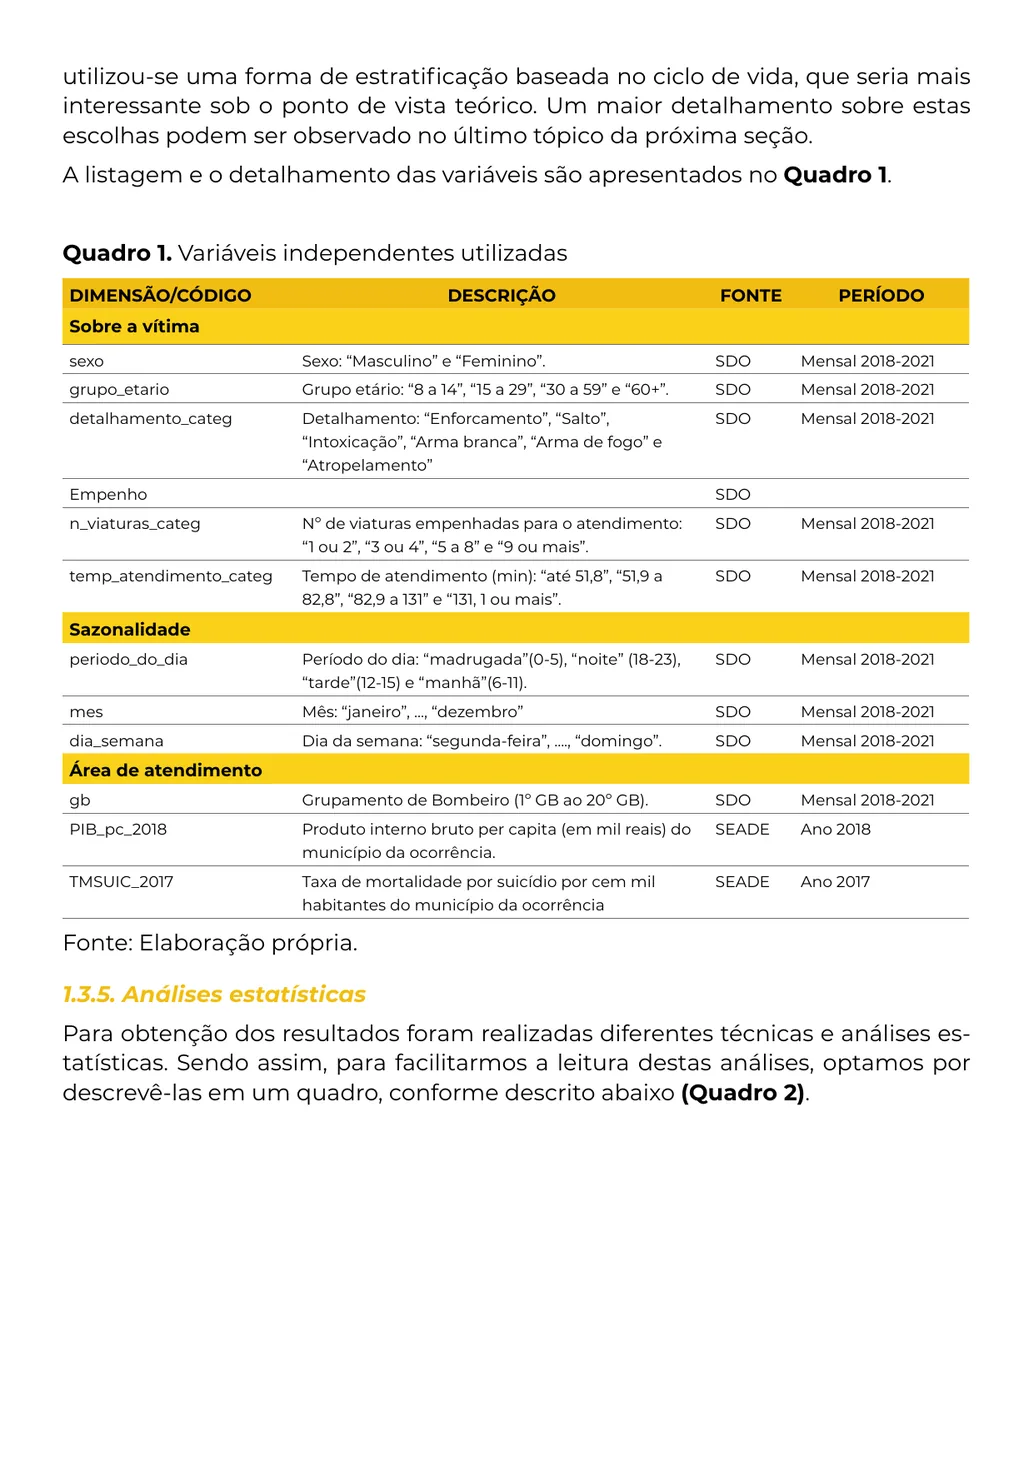 utilizou-se uma forma de estratificação baseada no ciclo de vida, que seria mais
interessante sob o ponto de vista teórico. Um maior detalhamento sobre estas
escolhas podem ser observado no último tópico da próxima seção.
A listagem e o detalhamento das variáveis são apresentados no Quadro 1.
Quadro 1. Variáveis independentes utilizadas
DIMENSÃO/CÓDIGO DESCRIÇÃO FONTE PERÍODO
Sobre a vítima
sexo Sexo: “Masculino” e “Feminino”. SDO Mensal 2018-2021
grupo_etario Grupo etário: “8 a 14”, “15 a 29”, “30 a 59” e “60+”. SDO Mensal 2018-2021
detalhamento_categ Detalhamento: “Enforcamento”, “Salto”, SDO Mensal 2018-2021
“Intoxicação”, “Arma branca”, “Arma de fogo” e
“Atropelamento”
Empenho SDO
n_viaturas_categ Nº de viaturas empenhadas para o atendimento: SDO Mensal 2018-2021
“1 ou 2”, “3 ou 4”, “5 a 8” e “9 ou mais”.
temp_atendimento_categ Tempo de atendimento (min): “até 51,8”, “51,9 a SDO Mensal 2018-2021
82,8”, “82,9 a 131” e “131, 1 ou mais”.
Sazonalidade
periodo_do_dia Período do dia: “madrugada”(0-5), “noite” (18-23), SDO Mensal 2018-2021
“tarde”(12-15) e “manhã”(6-11).
mes Mês: “janeiro”, ..., “dezembro” SDO Mensal 2018-2021
dia_semana Dia da semana: “segunda-feira”, ...., “domingo”. SDO Mensal 2018-2021
Área de atendimento
gb Grupamento de Bombeiro (1º GB ao 20º GB). SDO Mensal 2018-2021
PIB_pc_2018 Produto interno bruto per capita (em mil reais) do SEADE Ano 2018
município da ocorrência.
TMSUIC_2017 Taxa de mortalidade por suicídio por cem mil SEADE Ano 2017
habitantes do município da ocorrência
Fonte: Elaboração própria.
1.3.5. Análises estatísticas
Para obtenção dos resultados foram realizadas diferentes técnicas e análises es-
tatísticas. Sendo assim, para facilitarmos a leitura destas análises, optamos por
descrevê-las em um quadro, conforme descrito abaixo (Quadro 2).